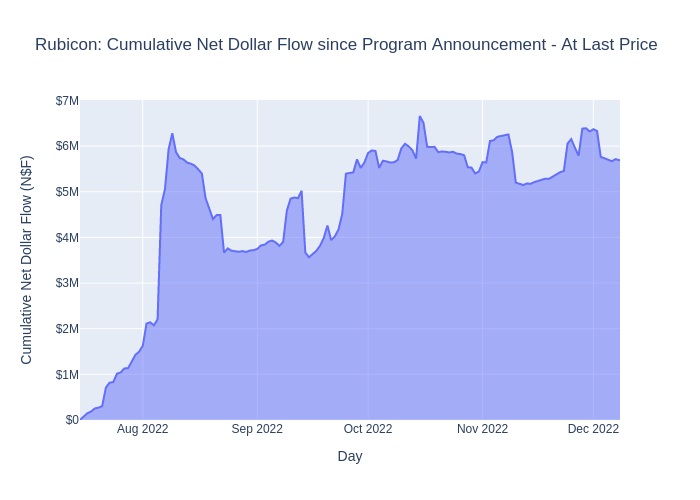 Rubicon: Cumulative Net Dollar Flow since Program Announcement - At Last Price
Cumulative Net Dollar Flow (N$F)
$7M
$6M
$5M
$4M
$3M
$2M
$1M
$0
Aug 2022
Sep 2022
Oct 2022
Nov 2022
Dec 2022
Day